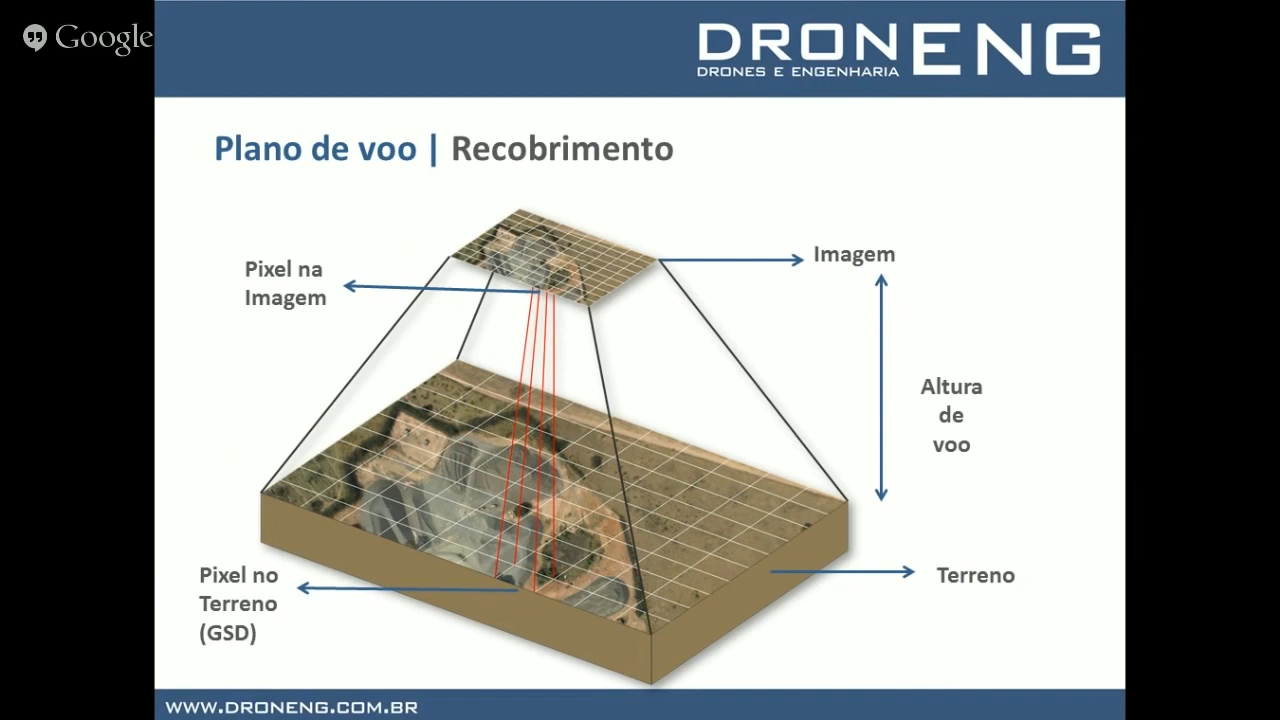 Google
DRONENG
DRONES E ENGENHARIA
Plano de voo | Recobrimento
Imagem
Pixel na
Imagem
Altura
de
voo
Pixel no
Terreno
(GSD)
Terreno
WWW.DRONENG.COM.BR